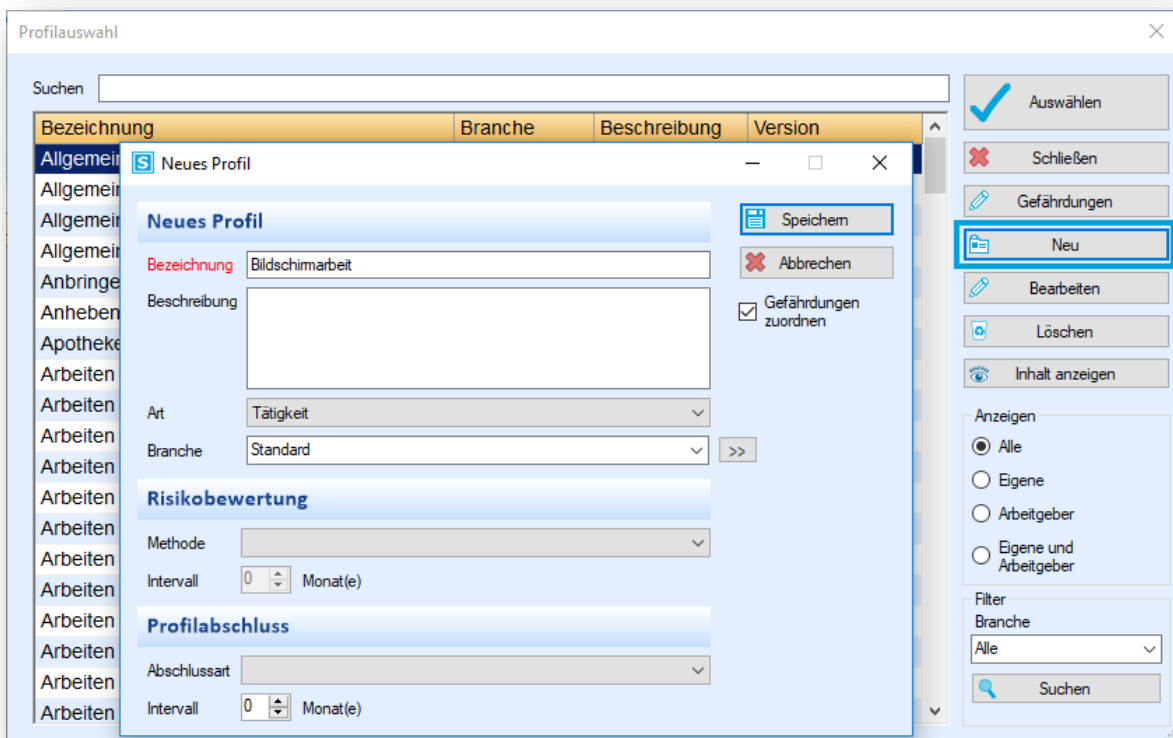 Profilauswahl
Suchen
Bezeichnung Branche Beschreibung Version
Allgemein
Allgemein
Allgemein
Allgemein
Anbringe
Anheben
Apotheke
Arbeiten
Arbeiten
Arbeiten
Arbeiten
Arbeiten
Arbeiten
Arbeiten
Arbeiten
Arbeiten
Arbeiten
Arbeiten
Arbeiten
S Neues Profil
Neues Profil
Bezeichnung Bildschirmarbeit
Beschreibung
Art Tätigkeit
Branche Standard >>
Risikobewertung
Methode
Intervall 0 Monat(e)
Profilabschluss
Abschlussart
Intervall 0 Monat(e)
Speichern
Abbrechen
Gefährdungen
zuordnen
Auswählen
Schließen
Gefährdungen
Neu
Bearbeiten
Löschen
Inhalt anzeigen
Anzeigen
Alle
Eigene
Arbeitgeber
Eigene und
Arbeitgeber
Filter
Branche
Alle
Suchen